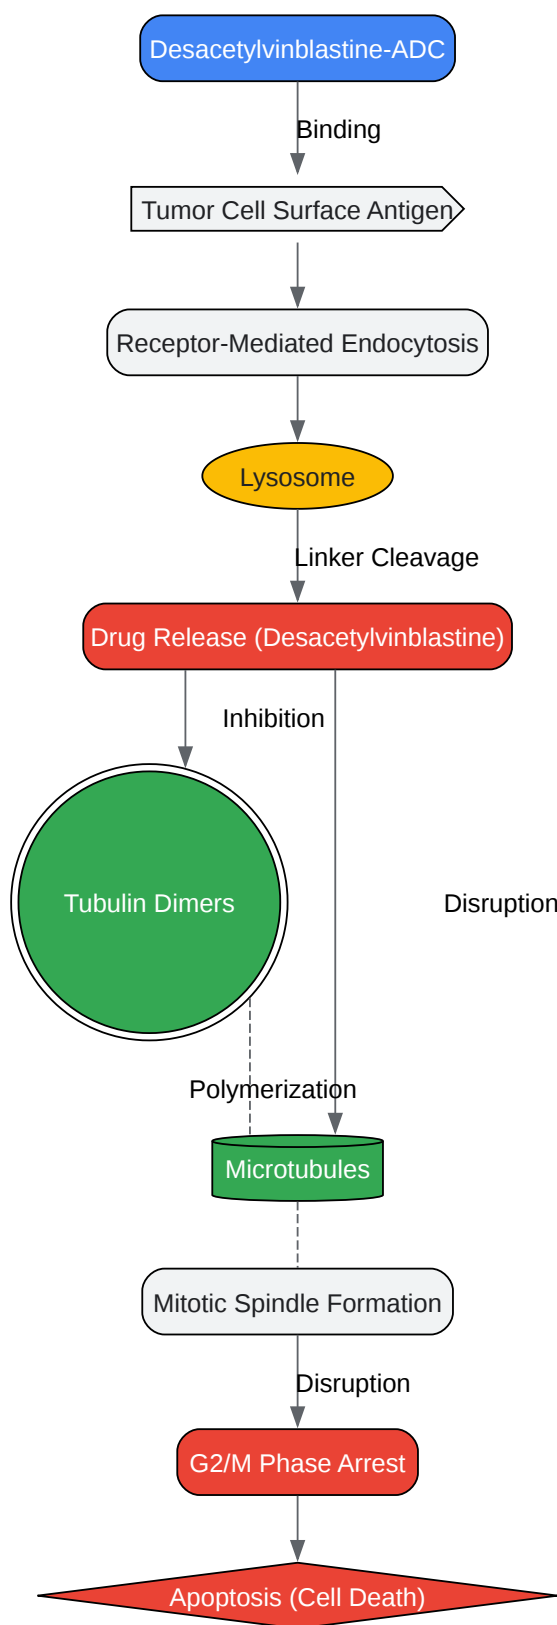 Desacetylvinblastine-ADC
Binding
Tumor Cell Surface Antigen
Receptor-Mediated Endocytosis
Lysosome
Linker Cleavage
Drug Release (Desacetylvinblastine)
Inhibition
Tubulin Dimers
Disruption
Polymerization
Microtubules
Mitotic Spindle Formation
Disruption
G2/M Phase Arrest
Apoptosis (Cell Death)